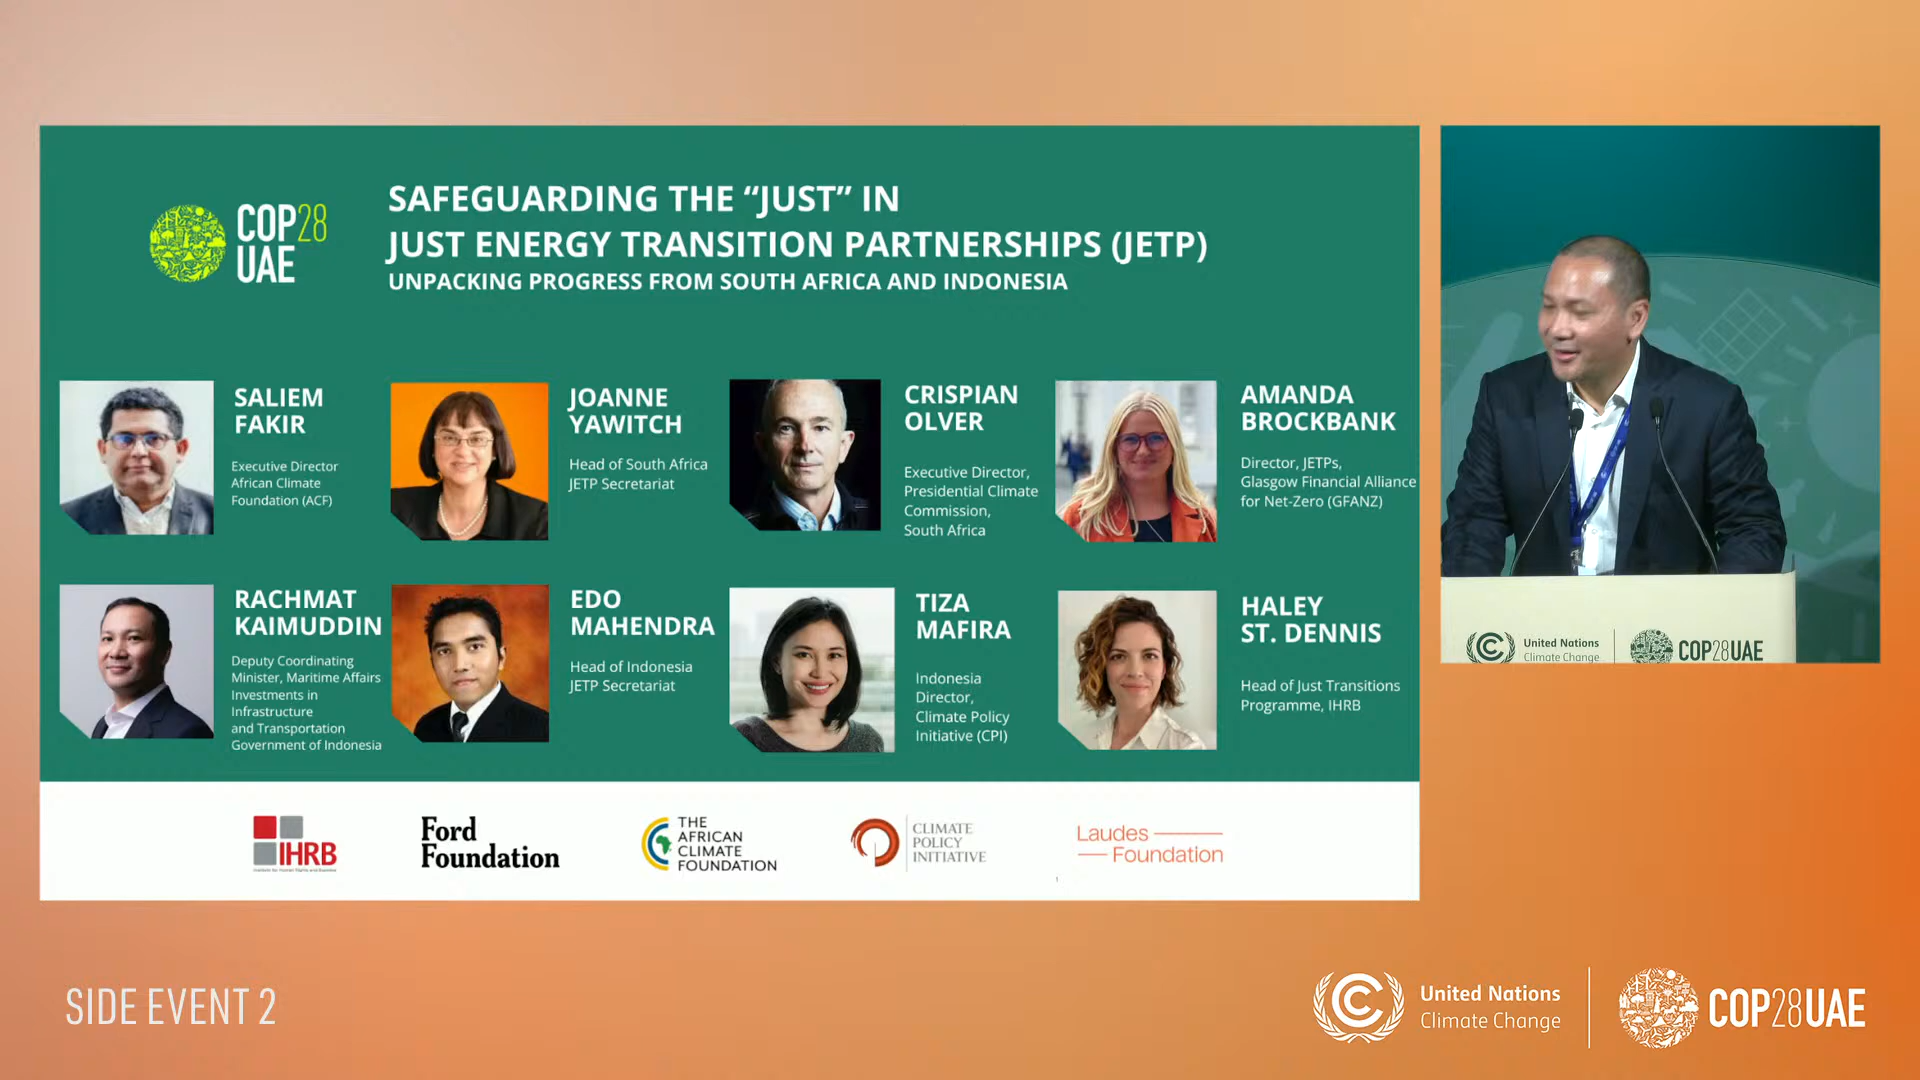 COP28
UAE
SAFEGUARDING THE “JUST” IN
JUST ENERGY TRANSITION PARTNERSHIPS (JETP)
UNPACKING PROGRESS FROM SOUTH AFRICA AND INDONESIA
SALIEM
FAKIR
Executive Director
African Climate
Foundation (ACF)
JOANNE
YAWITCH
Head of South Africa
JETP Secretariat
CRISPIAN
OLVER
Executive Director,
Presidential Climate
Commission,
South Africa
AMANDA
BROCKBANK
Director, JETPs,
Glasgow Financial Alliance
for Net-Zero (GFANZ)
RACHMAT
KAIMUDDIN
Deputy Coordinating
Minister, Maritime Affairs
Investments in
Infrastructure
and Transportation
Government of Indonesia
EDO
MAHENDRA
Head of Indonesia
JETP Secretariat
TIZA
MAFIRA
Indonesia
Director,
Climate Policy
Initiative (CPI)
HALEY
ST. DENNIS
Head of Just Transitions
Programme, IHRB
IHRB
Institute for Human Rights and Business
Ford
Foundation
THE
AFRICAN
CLIMATE
FOUNDATION
CLIMATE
POLICY
INITIATIVE
Laudes
Foundation
United Nations
Climate Change
COP28UAE
SIDE EVENT 2
United Nations
Climate Change
COP28UAE